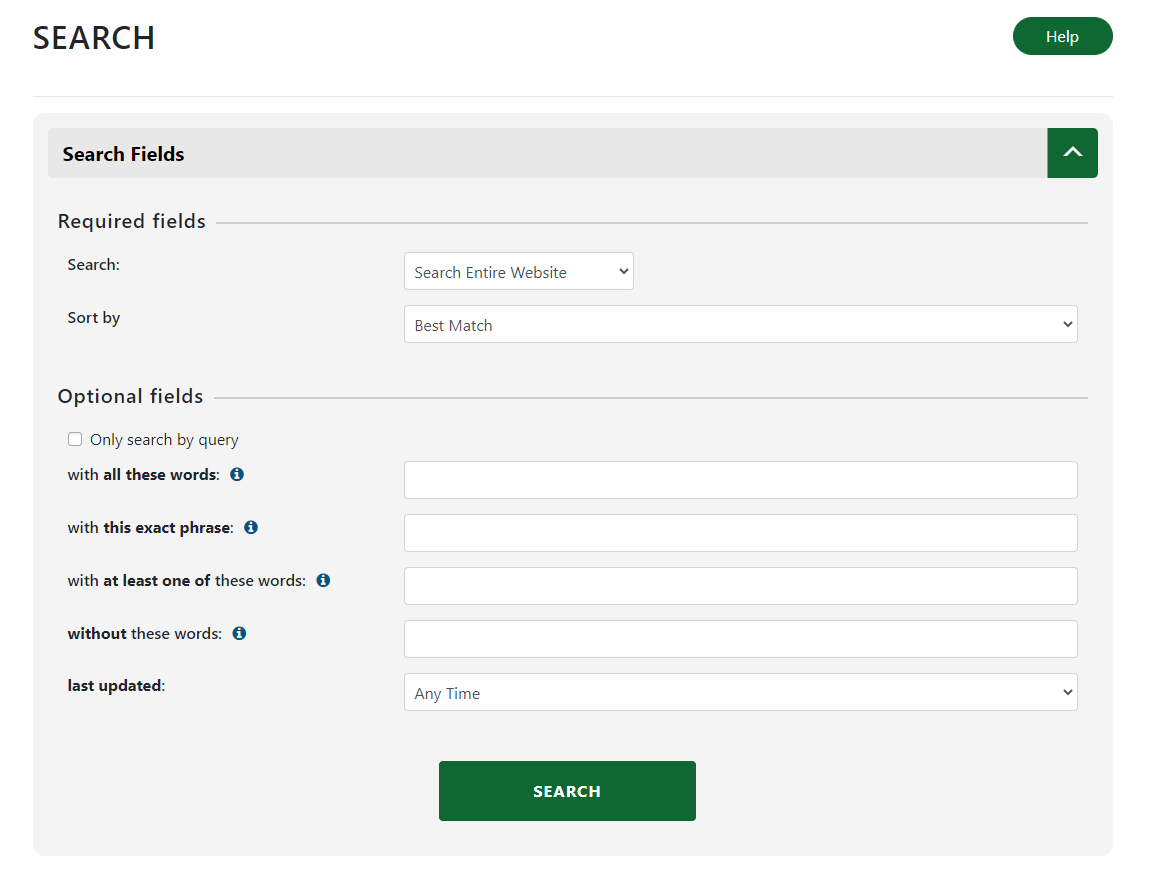 SEARCH
Help
Search Fields
Required fields
Search:
Search Entire Website
Sort by
Best Match
Optional fields
Only search by query
with all these words:
with this exact phrase:
with at least one of these words:
without these words:
last updated:
Any Time
SEARCH